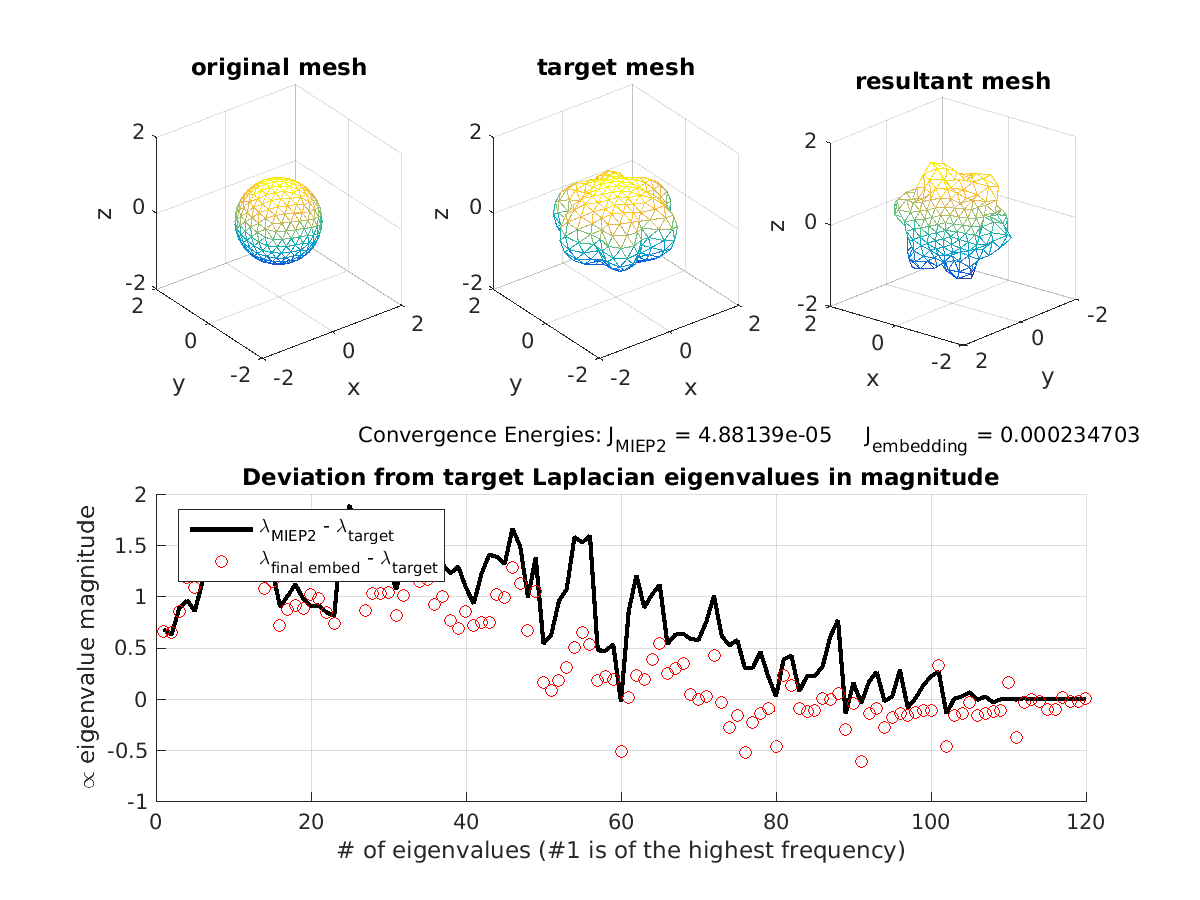 original mesh
target mesh
resultant mesh
2
0
-2
z
2
0
-2
y
-2
0
2
x
2
0
-2
z
2
0
-2
y
-2
0
2
x
2
0
-2
z
2
0
-2
x
2
0
-2
y
Convergence Energies: J_MIEP2 = 4.88139e-05 J_embedding = 0.000234703
Deviation from target Laplacian eigenvalues in magnitude
λ_MIEP2 - λ_target
λ_final embed - λ_target
2
1.5
1
0.5
0
-0.5
-1
∝ eigenvalue magnitude
0 20 40 60 80 100 120
# of eigenvalues (#1 is of the highest frequency)